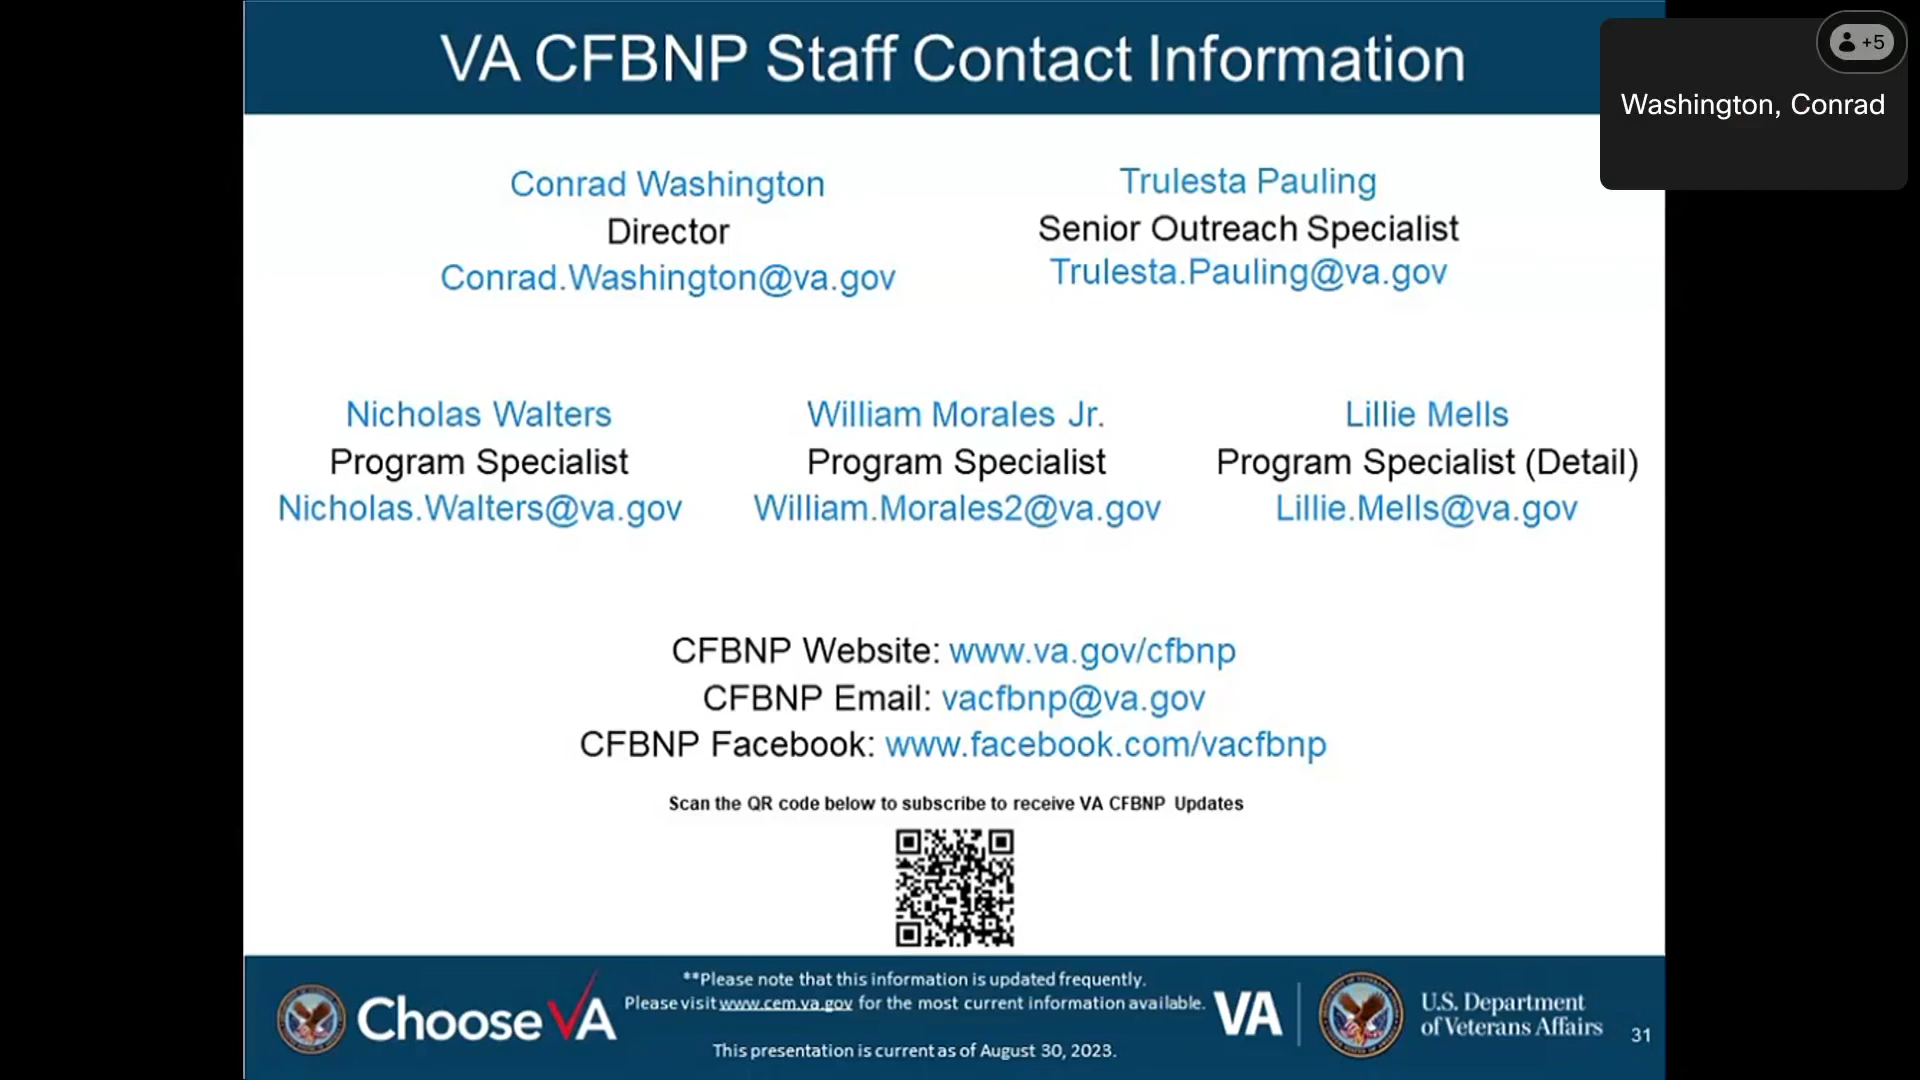 VA CFBNP Staff Contact Information
+5
Washington, Conrad
Conrad Washington
Director
Conrad.Washington@va.gov
Trulesta Pauling
Senior Outreach Specialist
Trulesta.Pauling@va.gov
Nicholas Walters
Program Specialist
Nicholas.Walters@va.gov
William Morales Jr.
Program Specialist
William.Morales2@va.gov
Lillie Mells
Program Specialist (Detail)
Lillie.Mells@va.gov
CFBNP Website: www.va.gov/cfbnp
CFBNP Email: vacfbnp@va.gov
CFBNP Facebook: www.facebook.com/vacfbnp
Scan the QR code below to subscribe to receive VA CFBNP Updates
Choose VA
**Please note that this information is updated frequently.
Please visit www.cem.va.gov for the most current information available.
This presentation is current as of August 30, 2023.
VA
U.S. Department
of Veterans Affairs
31